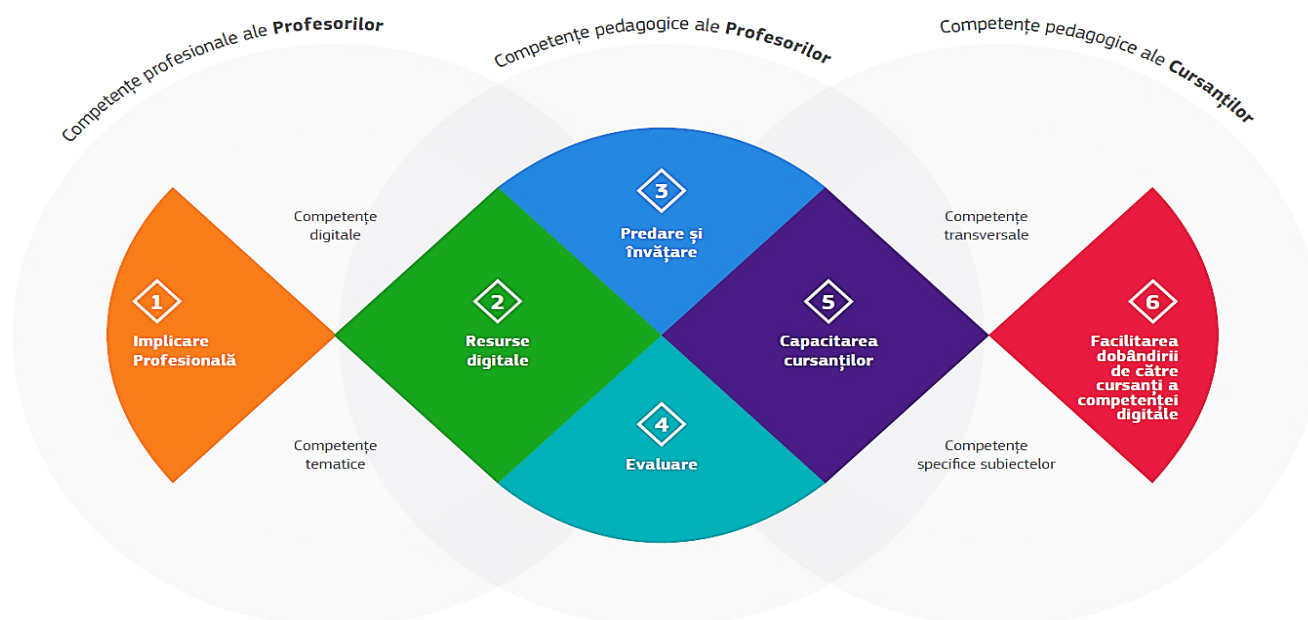 Competențe profesionale ale Profesorilor
Competențe pedagogice ale Profesorilor
Competențe pedagogice ale Cursanților
Competențe
digitale
Competențe
transversale
3
Predare și
învățare
1
Implicare
Profesională
2
Resurse
digitale
5
Capacitarea
cursanților
6
Facilitarea
dobândirii
de către
cursanți a
competenței
digitale
4
Evaluare
Competențe
tematice
Competențe
specifice subiectelor